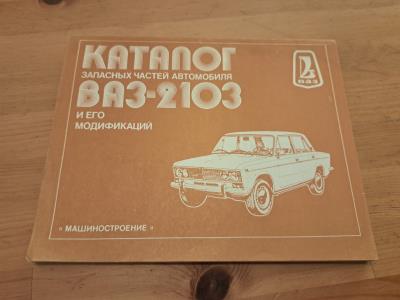 КАТАЛОГ
ЗАПАСНЫХ ЧАСТЕЙ АВТОМОБИЛЯ
ВАЗ-2103
И ЕГО
МОДИФИКАЦИЙ
ВАЗ
« МАШИНОСТРОЕНИЕ »